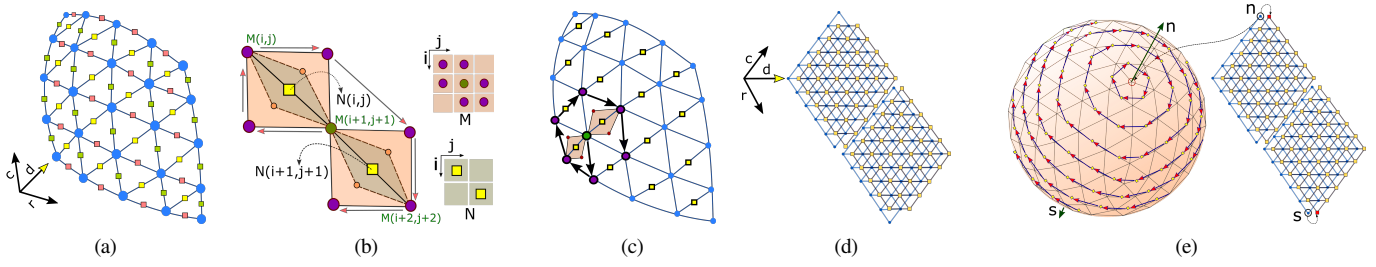 c
d
r
(a)
M(i,j)
N(i,j)
M(i+1,j+1)
N(i+1,j+1)
M(i+2,j+2)
j
i
M
j
i
N
(b)
(c)
c
d
r
(d)
n
s
n
s
(e)